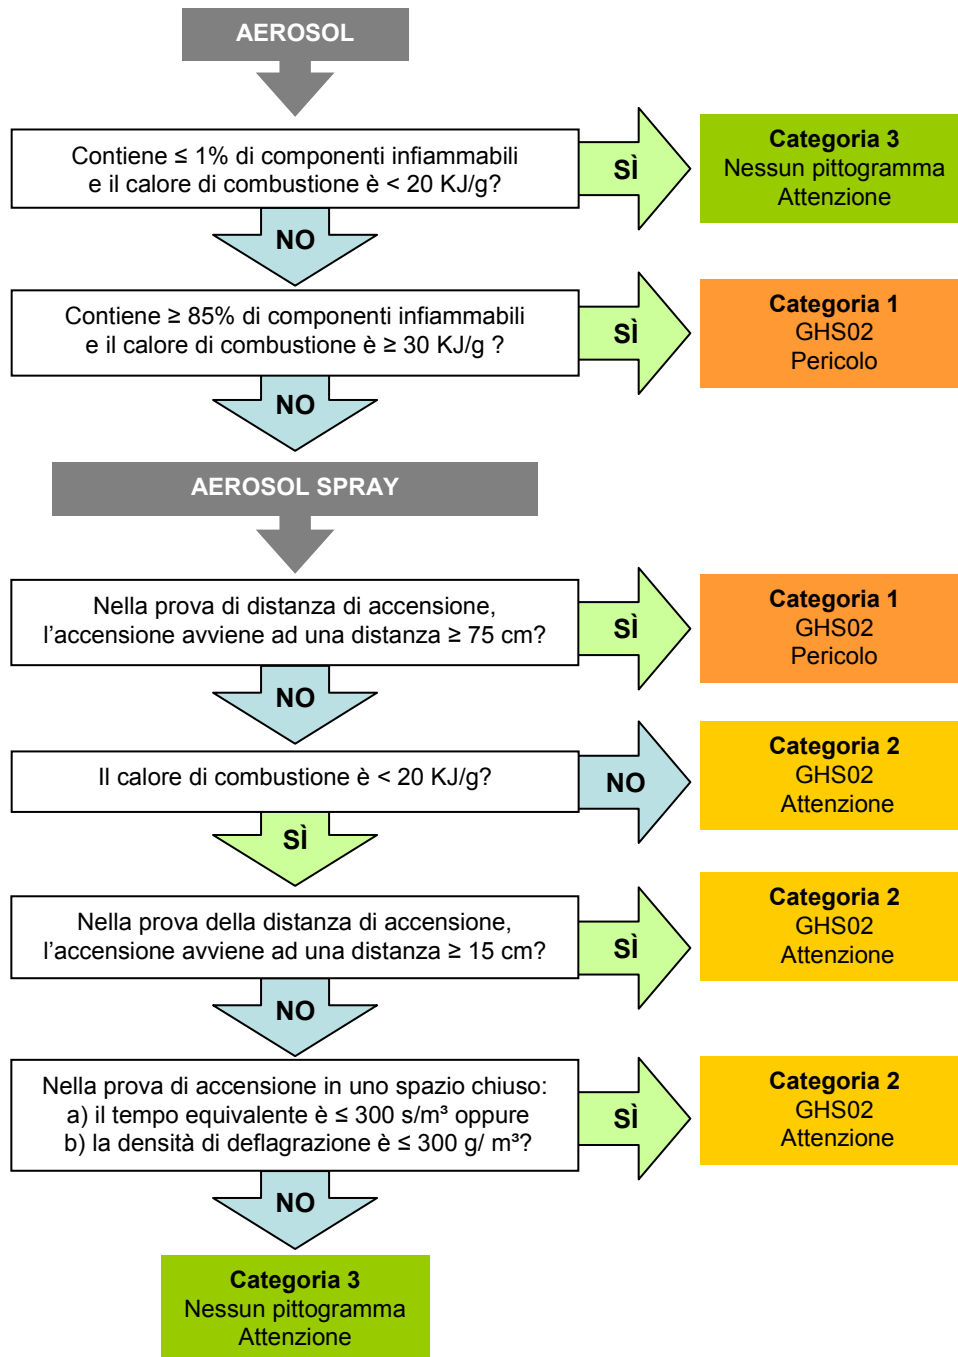 AEROSOL
Contiene ≤ 1% di componenti infiammabili
e il calore di combustione è < 20 KJ/g?
SÌ
Categoria 3
Nessun pittogramma
Attenzione
NO
Contiene ≥ 85% di componenti infiammabili
e il calore di combustione è ≥ 30 KJ/g ?
SÌ
Categoria 1
GHS02
Pericolo
NO
AEROSOL SPRAY
Nella prova di distanza di accensione,
l’accensione avviene ad una distanza ≥ 75 cm?
SÌ
Categoria 1
GHS02
Pericolo
NO
Il calore di combustione è < 20 KJ/g?
NO
Categoria 2
GHS02
Attenzione
SÌ
Nella prova della distanza di accensione,
l’accensione avviene ad una distanza ≥ 15 cm?
SÌ
Categoria 2
GHS02
Attenzione
NO
Nella prova di accensione in uno spazio chiuso:
a) il tempo equivalente è ≤ 300 s/m³ oppure
b) la densità di deflagrazione è ≤ 300 g/ m³?
SÌ
Categoria 2
GHS02
Attenzione
NO
Categoria 3
Nessun pittogramma
Attenzione